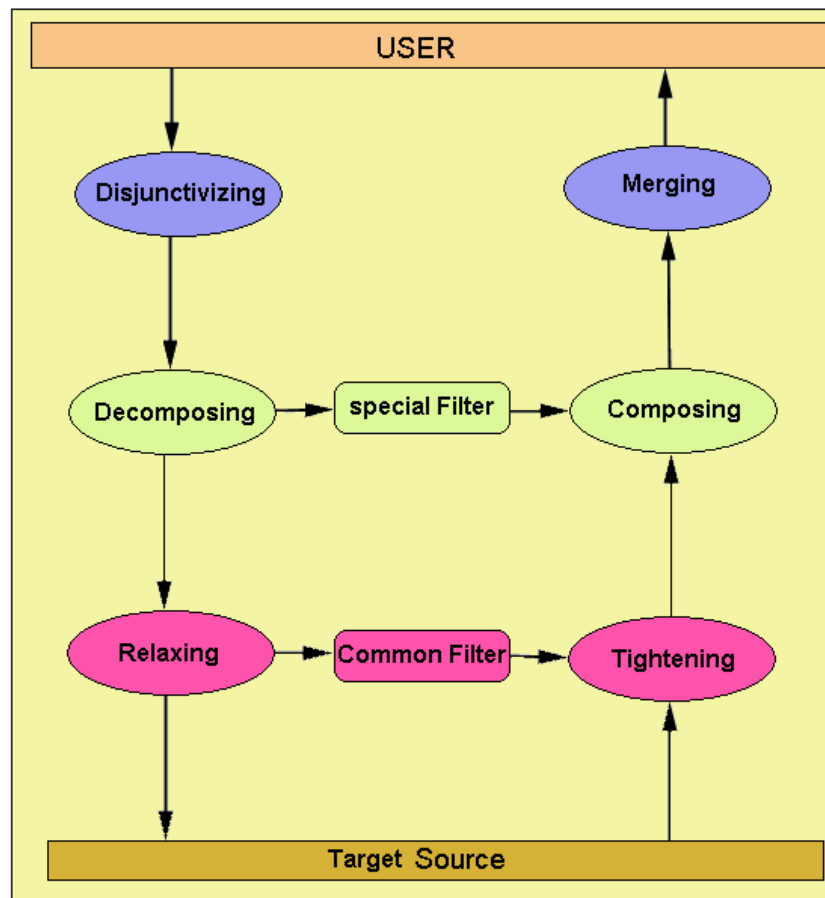 USER
Disjunctivizing
Merging
Decomposing
special Filter
Composing
Relaxing
Common Filter
Tightening
Target Source